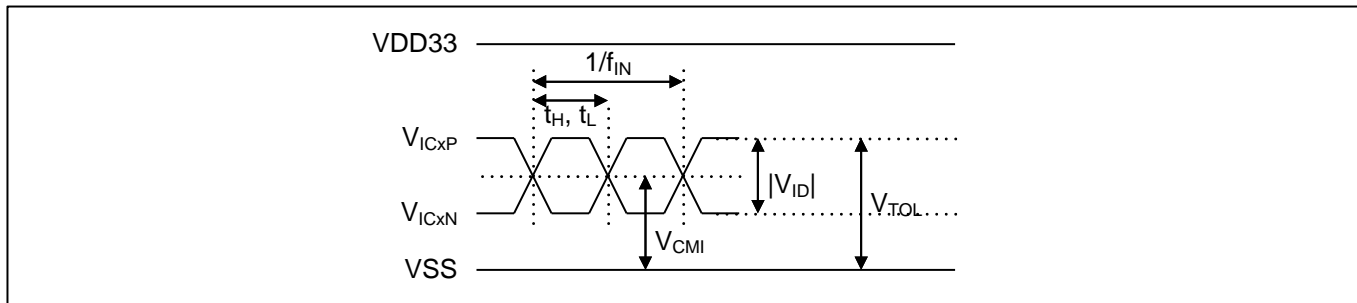 VDD33
1/fIN
tH, tL
VICxP
|VID|
VTOL
VICxN
VCMI
VSS